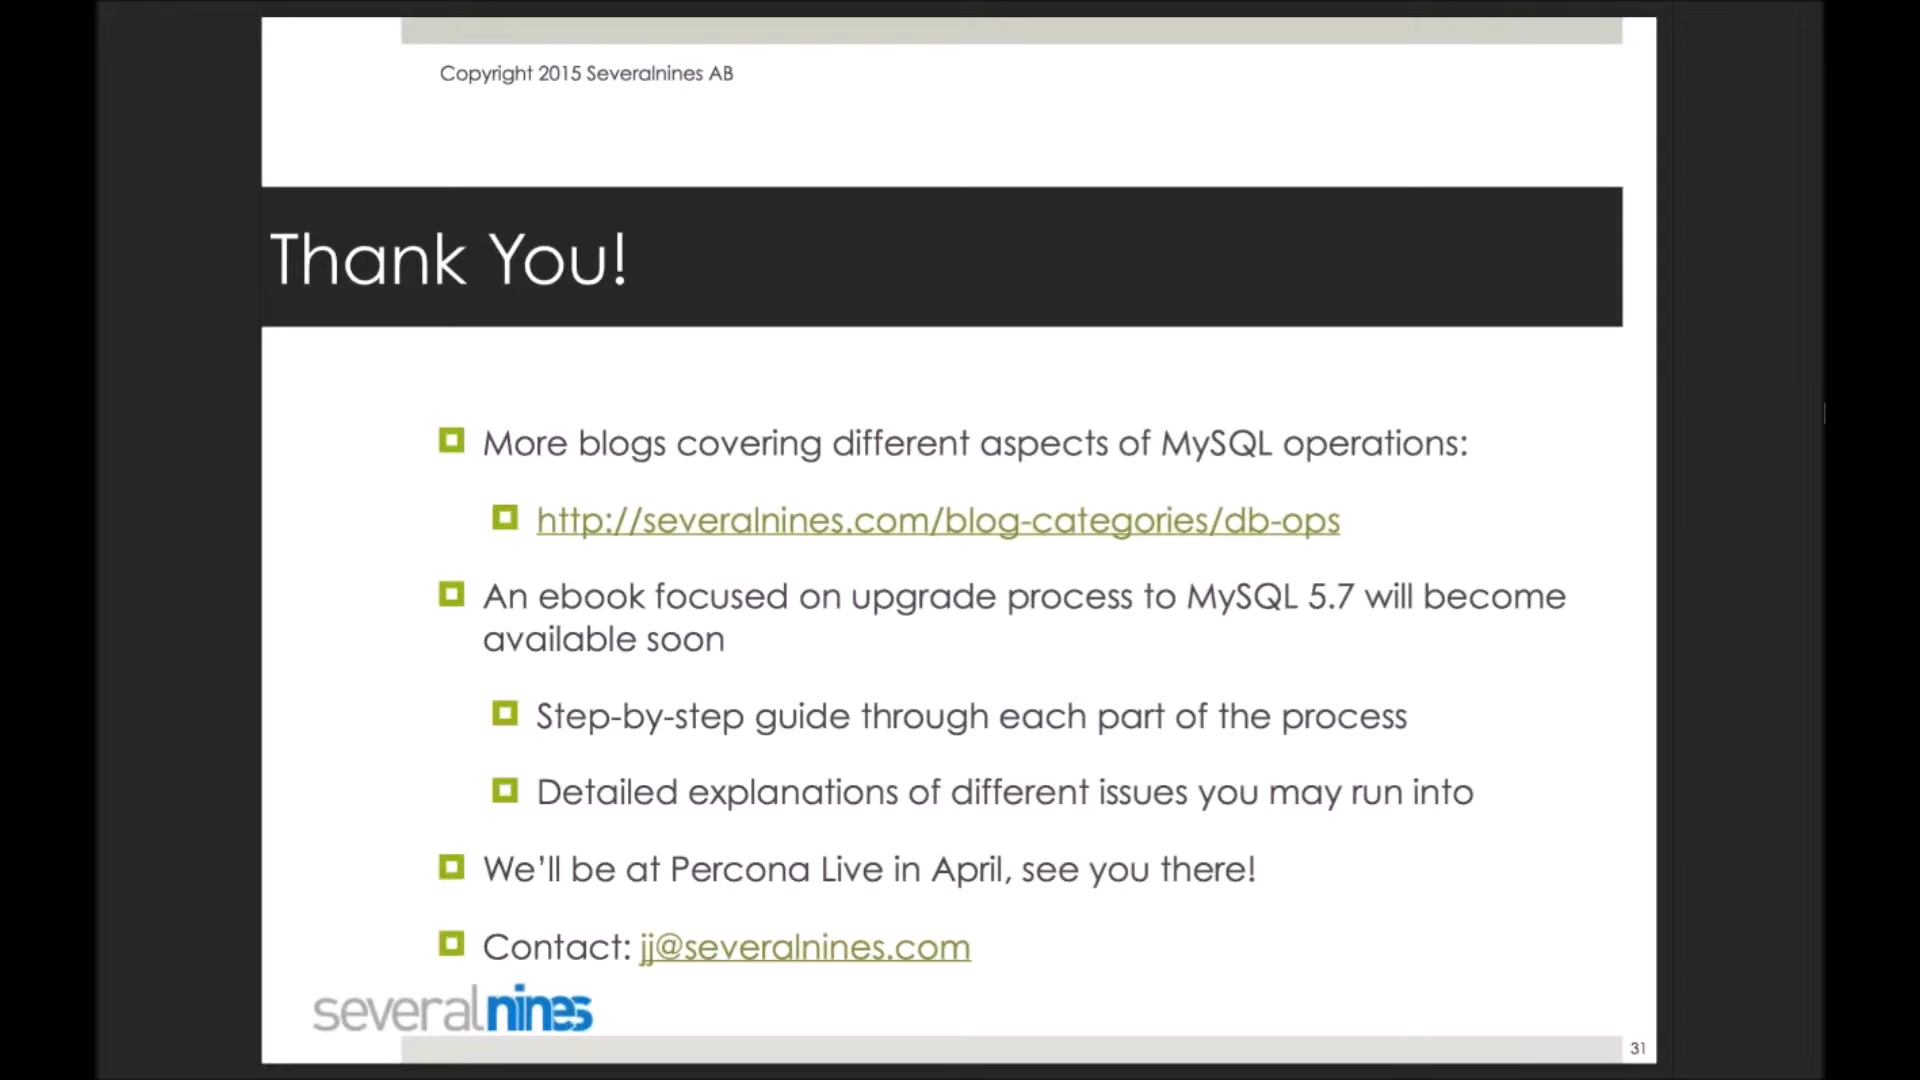 Copyright 2015 Severalnines AB
Thank You!
More blogs covering different aspects of MySQL operations:
http://severalnines.com/blog-categories/db-ops
An ebook focused on upgrade process to MySQL 5.7 will become
available soon
Step-by-step guide through each part of the process
Detailed explanations of different issues you may run into
We’ll be at Percona Live in April, see you there!
Contact: jj@severalnines.com
severalnines
31